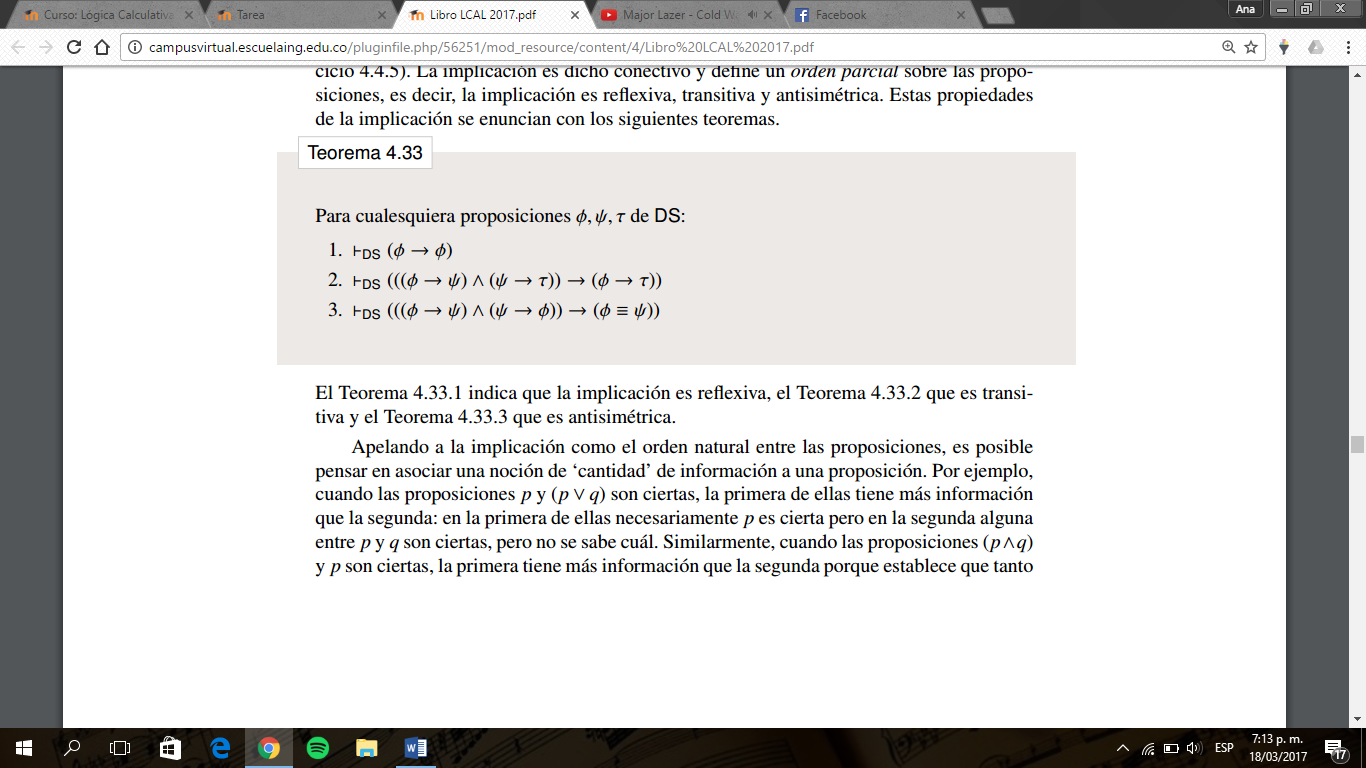 Curso: Lógica Calculativa
Tarea
Libro LCAL 2017.pdf
Major Lazer - Cold W
Facebook
Ana
campusvirtual.escuelaing.edu.co/pluginfile.php/56251/mod_resource/content/4/Libro%20LCAL%202017.pdf
cicio 4.4.5). La implicación es dicho conectivo y define un orden parcial sobre las propo-
siciones, es decir, la implicación es reflexiva, transitiva y antisimétrica. Estas propiedades
de la implicación se enuncian con los siguientes teoremas.
Teorema 4.33
Para cualesquiera proposiciones ϕ, ψ, τ de DS:
1. ⊢DS (ϕ → ϕ)
2. ⊢DS (((ϕ → ψ) ∧ (ψ → τ)) → (ϕ → τ))
3. ⊢DS (((ϕ → ψ) ∧ (ψ → ϕ)) → (ϕ ≡ ψ))
El Teorema 4.33.1 indica que la implicación es reflexiva, el Teorema 4.33.2 que es transi-
tiva y el Teorema 4.33.3 que es antisimétrica.
Apelando a la implicación como el orden natural entre las proposiciones, es posible
pensar en asociar una noción de ‘cantidad’ de información a una proposición. Por ejemplo,
cuando las proposiciones p y (p ∨ q) son ciertas, la primera de ellas tiene más información
que la segunda: en la primera de ellas necesariamente p es cierta pero en la segunda alguna
entre p y q son ciertas, pero no se sabe cuál. Similarmente, cuando las proposiciones (p∧q)
y p son ciertas, la primera tiene más información que la segunda porque establece que tanto
ESP
7:13 p. m.
18/03/2017
17